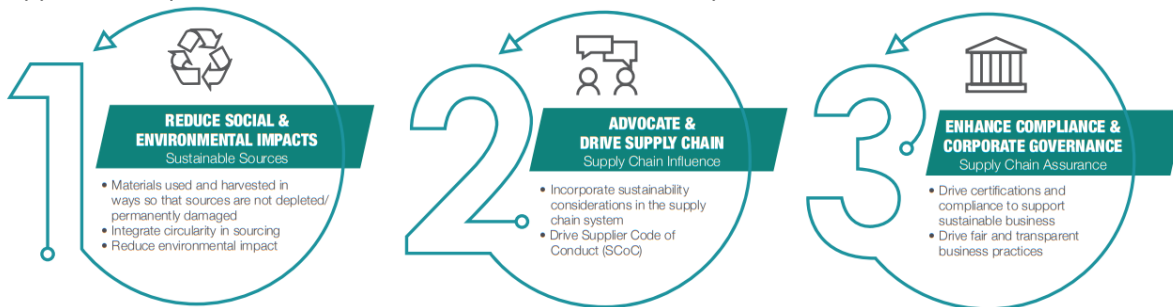 1
REDUCE SOCIAL &
ENVIRONMENTAL IMPACTS
Sustainable Sources
• Materials used and harvested in
ways so that sources are not depleted/
permanently damaged
• Integrate circularity in sourcing
• Reduce environmental impact
2
ADVOCATE &
DRIVE SUPPLY CHAIN
Supply Chain Influence
• Incorporate sustainability
considerations in the supply
chain system
• Drive Supplier Code of
Conduct (SCoC)
3
ENHANCE COMPLIANCE &
CORPORATE GOVERNANCE
Supply Chain Assurance
• Drive certifications and
compliance to support
sustainable business
• Drive fair and transparent
business practices